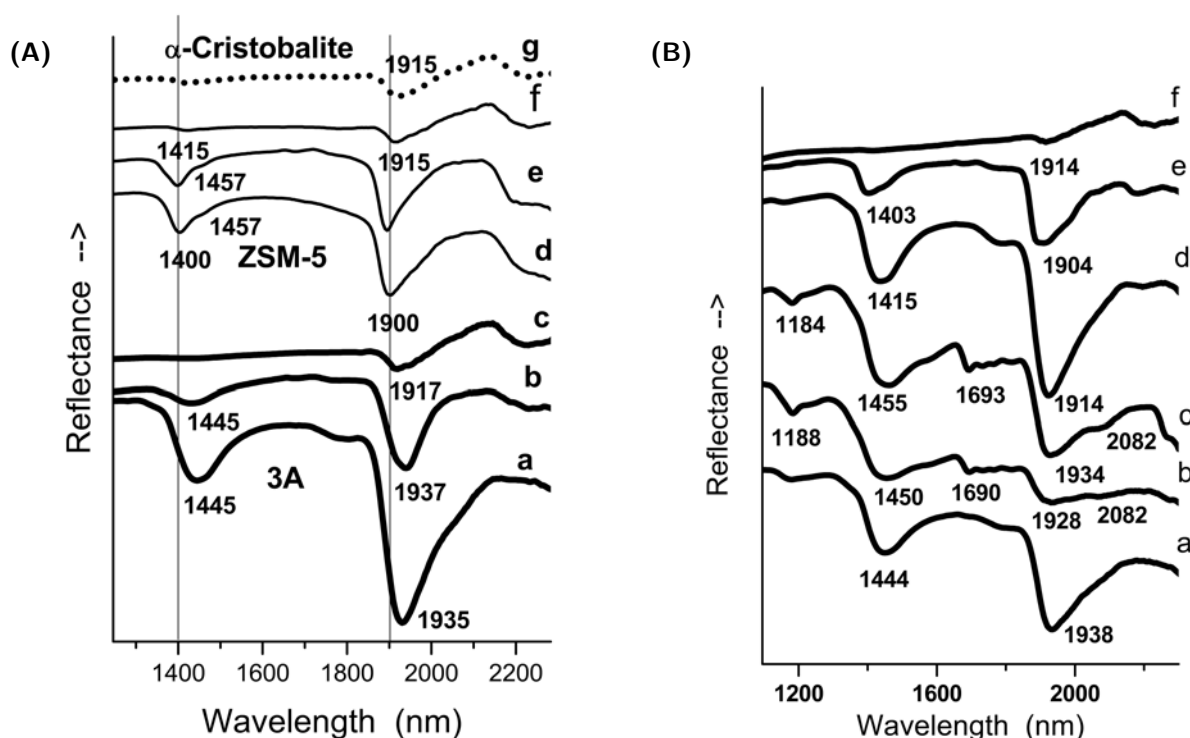 (A)
α-Cristobalite
g
1915
f
1415
1915
1457
e
1457
1400
ZSM-5
d
1900
c
1917
b
1445
1937
a
3A
1445
1935
Reflectance -->
1400 1600 1800 2000 2200
Wavelength (nm)
(B)
f
1914
e
1403
1904
d
1415
1184
1914
1455
1693
c
2082
1934
1188
b
1450
1690
1928
2082
a
1444
1938
Reflectance -->
1200 1600 2000
Wavelength (nm)